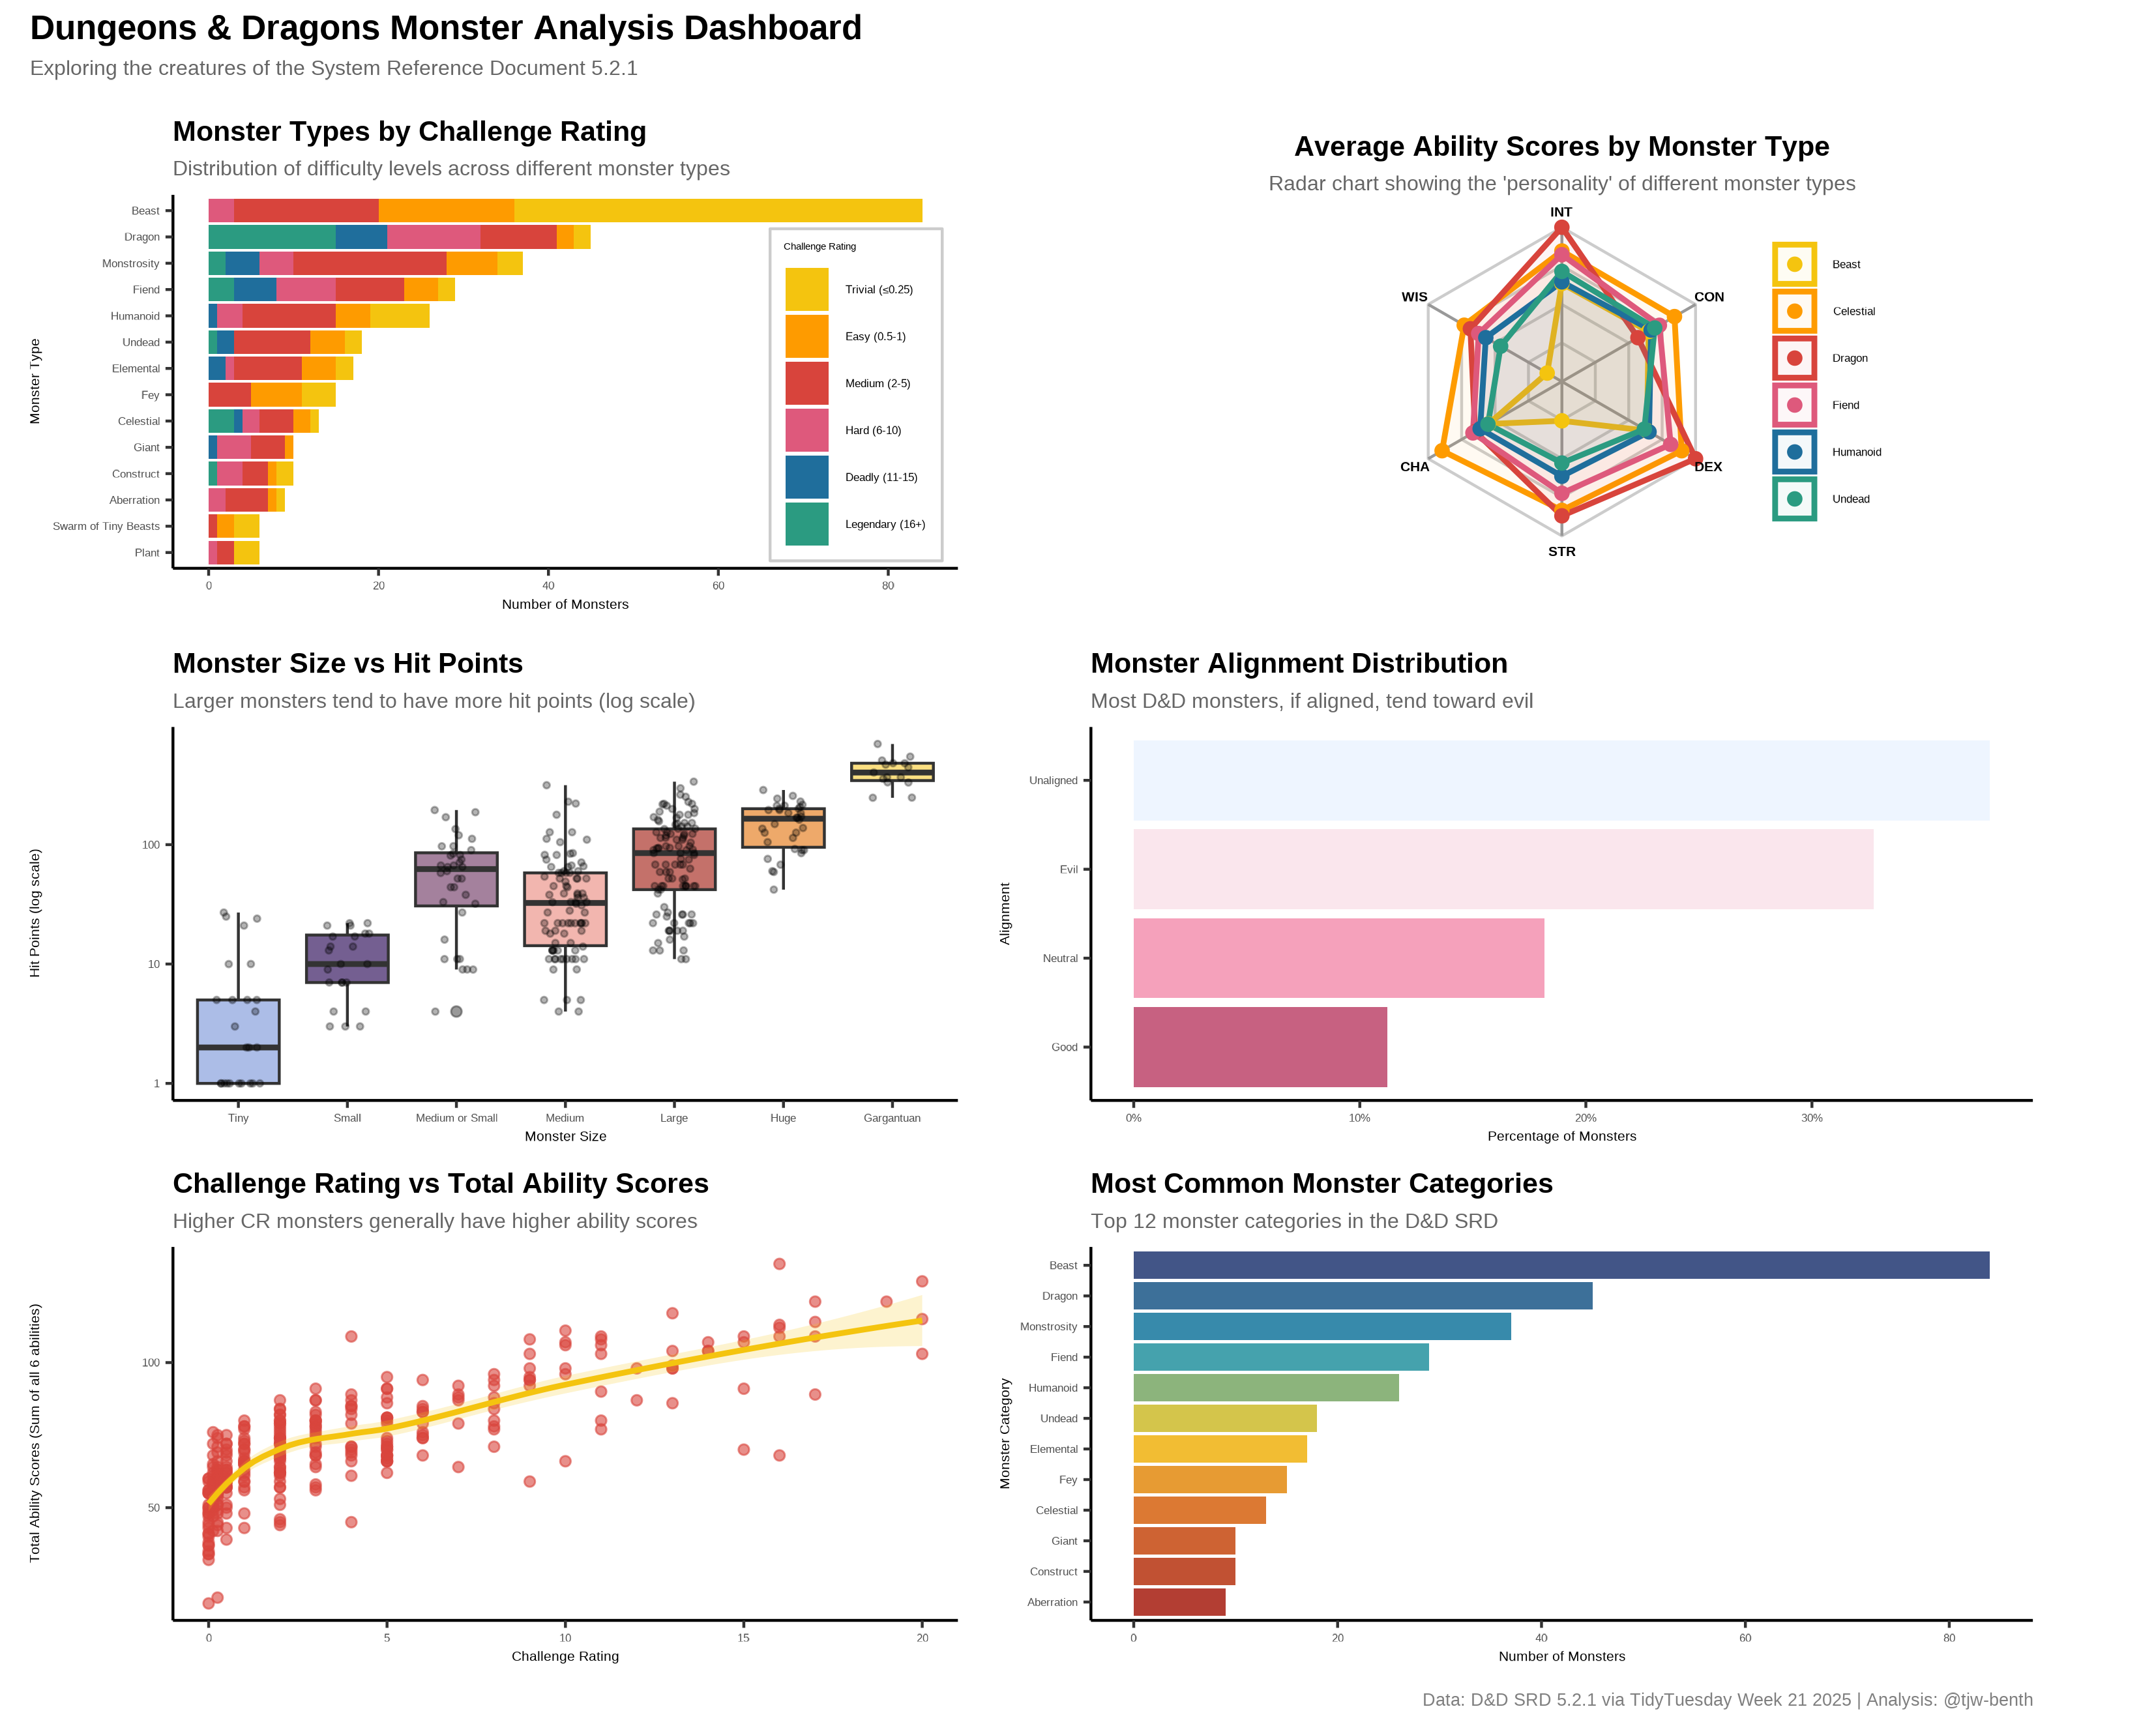 Dungeons & Dragons Monster Analysis Dashboard
Exploring the creatures of the System Reference Document 5.2.1
Monster Types by Challenge Rating
Distribution of difficulty levels across different monster types
Monster Type
Beast
Dragon
Monstrosity
Fiend
Humanoid
Undead
Elemental
Fey
Celestial
Giant
Construct
Aberration
Swarm of Tiny Beasts
Plant
0 20 40 60 80
Number of Monsters
Challenge Rating
Trivial (≤0.25)
Easy (0.5-1)
Medium (2-5)
Hard (6-10)
Deadly (11-15)
Legendary (16+)
Average Ability Scores by Monster Type
Radar chart showing the 'personality' of different monster types
INT
WIS CON
CHA DEX
STR
Beast
Celestial
Dragon
Fiend
Humanoid
Undead
Monster Size vs Hit Points
Larger monsters tend to have more hit points (log scale)
Hit Points (log scale)
100
10
1
Tiny Small Medium or Small Medium Large Huge Gargantuan
Monster Size
Monster Alignment Distribution
Most D&D monsters, if aligned, tend toward evil
Alignment
Unaligned
Evil
Neutral
Good
0% 10% 20% 30%
Percentage of Monsters
Challenge Rating vs Total Ability Scores
Higher CR monsters generally have higher ability scores
Total Ability Scores (Sum of all 6 abilities)
100
50
0 5 10 15 20
Challenge Rating
Most Common Monster Categories
Top 12 monster categories in the D&D SRD
Monster Category
Beast
Dragon
Monstrosity
Fiend
Humanoid
Undead
Elemental
Fey
Celestial
Giant
Construct
Aberration
0 20 40 60 80
Number of Monsters
Data: D&D SRD 5.2.1 via TidyTuesday Week 21 2025 | Analysis: @tjw-benth